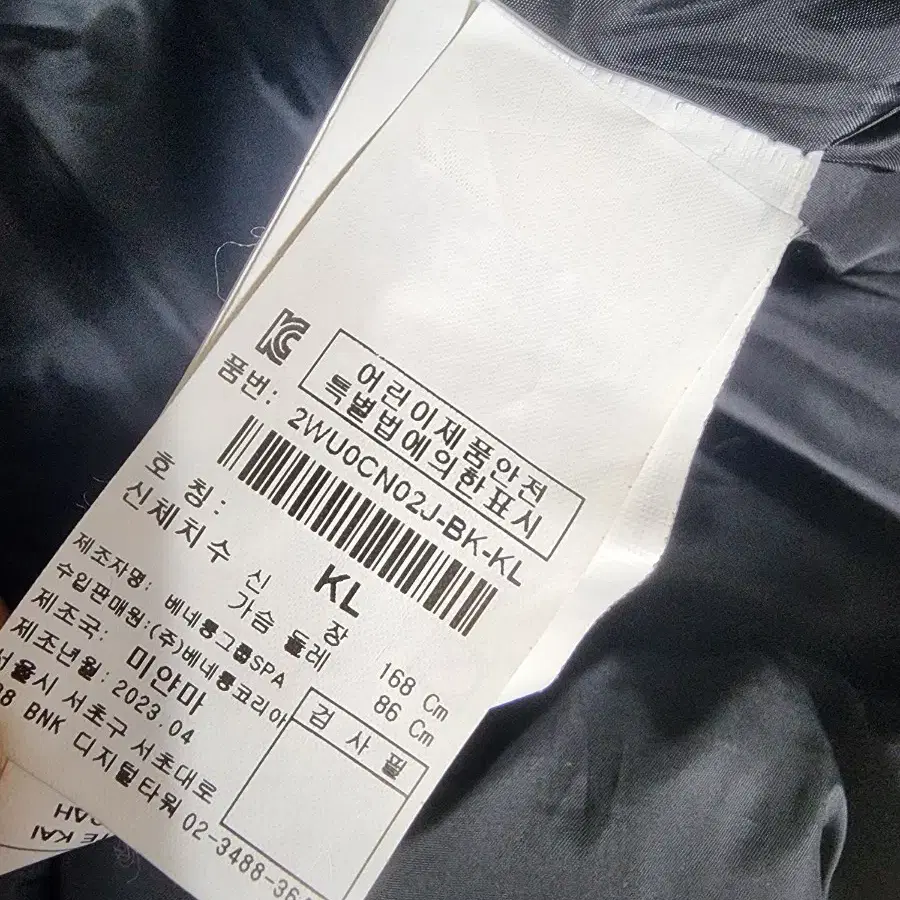 KC
어린이제품안전
특별법에의한표시
품번: 2WU0CN02J-BK-KL
호 칭: KL
신체치수 신 장 168 Cm
가슴 둘레 86 Cm
제조자명: 베네통그룹SPA
수입판매원:(주)베네통코리아
제조국: 미얀마
제조년월: 2023.04
서울시 서초구 서초대로
BNK 디지털타워 02-3488-36
검 사 필
KAI